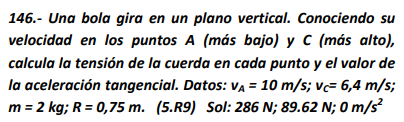 146.- Una bola gira en un plano vertical. Conociendo su
velocidad en los puntos A (más bajo) y C (más alto),
calcula la tensión de la cuerda en cada punto y el valor de
la aceleración tangencial. Datos: vA = 10 m/s; vC= 6,4 m/s;
m = 2 kg; R = 0,75 m. (5.R9) Sol: 286 N; 89.62 N; 0 m/s²